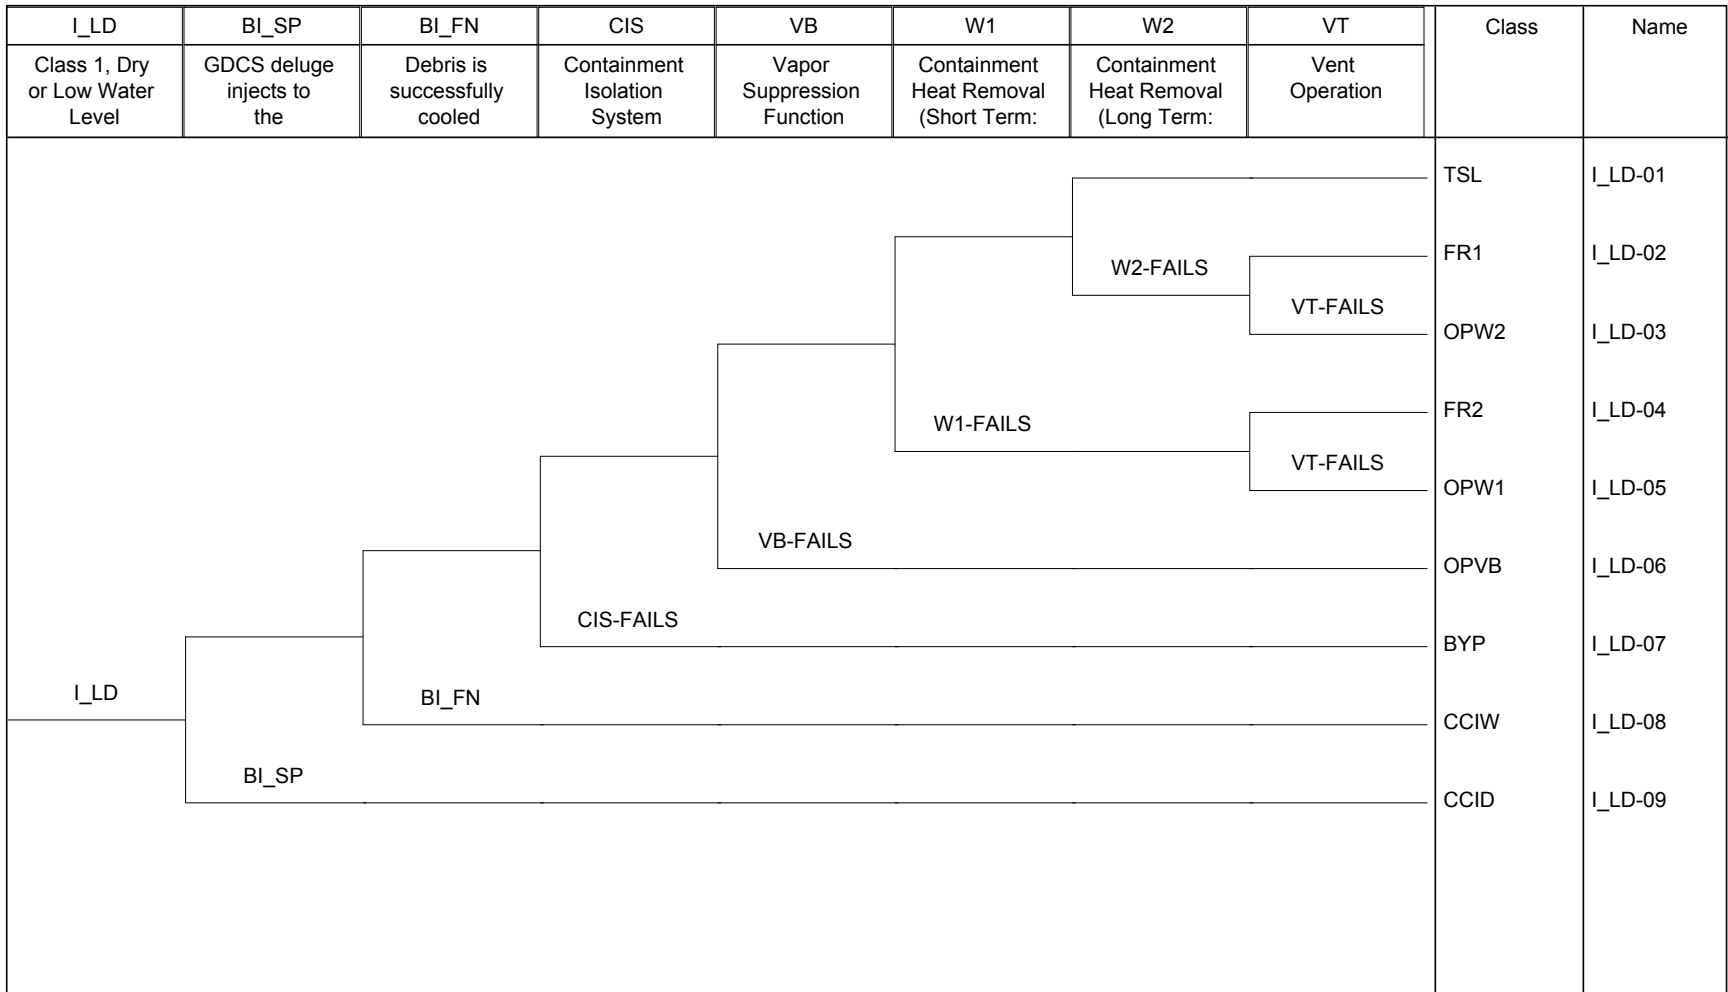 I_LD BI_SP BI_FN CIS VB W1 W2 VT Class Name
Class 1, Dry or Low Water Level
GDCS deluge injects to the
Debris is successfully cooled
Containment Isolation System
Vapor Suppression Function
Containment Heat Removal (Short Term:
Containment Heat Removal (Long Term:
Vent Operation
TSL I_LD-01
FR1 I_LD-02
W2-FAILS
VT-FAILS
OPW2 I_LD-03
FR2 I_LD-04
W1-FAILS
VT-FAILS
OPW1 I_LD-05
VB-FAILS
OPVB I_LD-06
CIS-FAILS
BYP I_LD-07
I_LD
BI_FN
CCIW I_LD-08
BI_SP
CCID I_LD-09